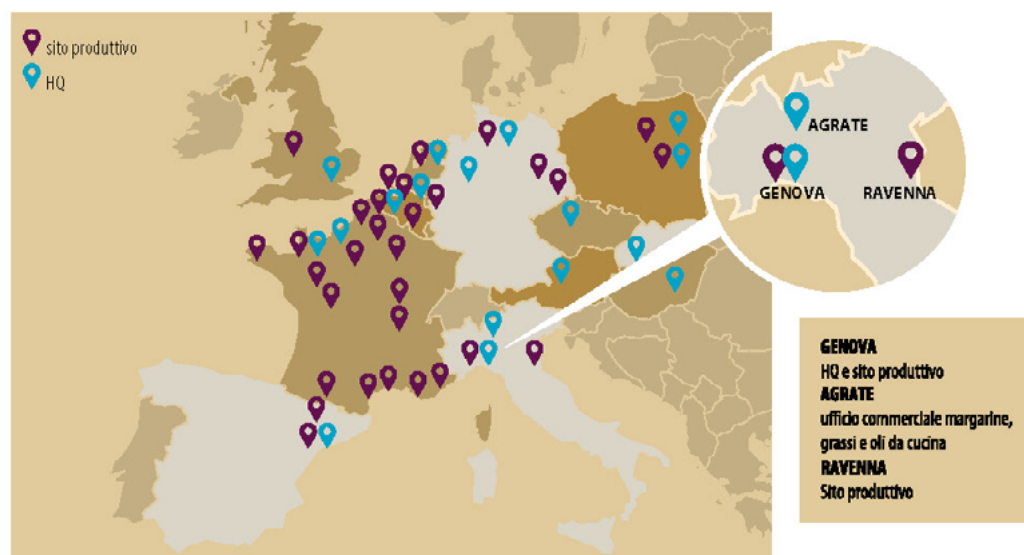 sito produttivo
HQ
AGRATE
GENOVA
RAVENNA
GENOVA
HQ e sito produttivo
AGRATE
ufficio commerciale margarine,
grassi e oli da cucina
RAVENNA
Sito produttivo